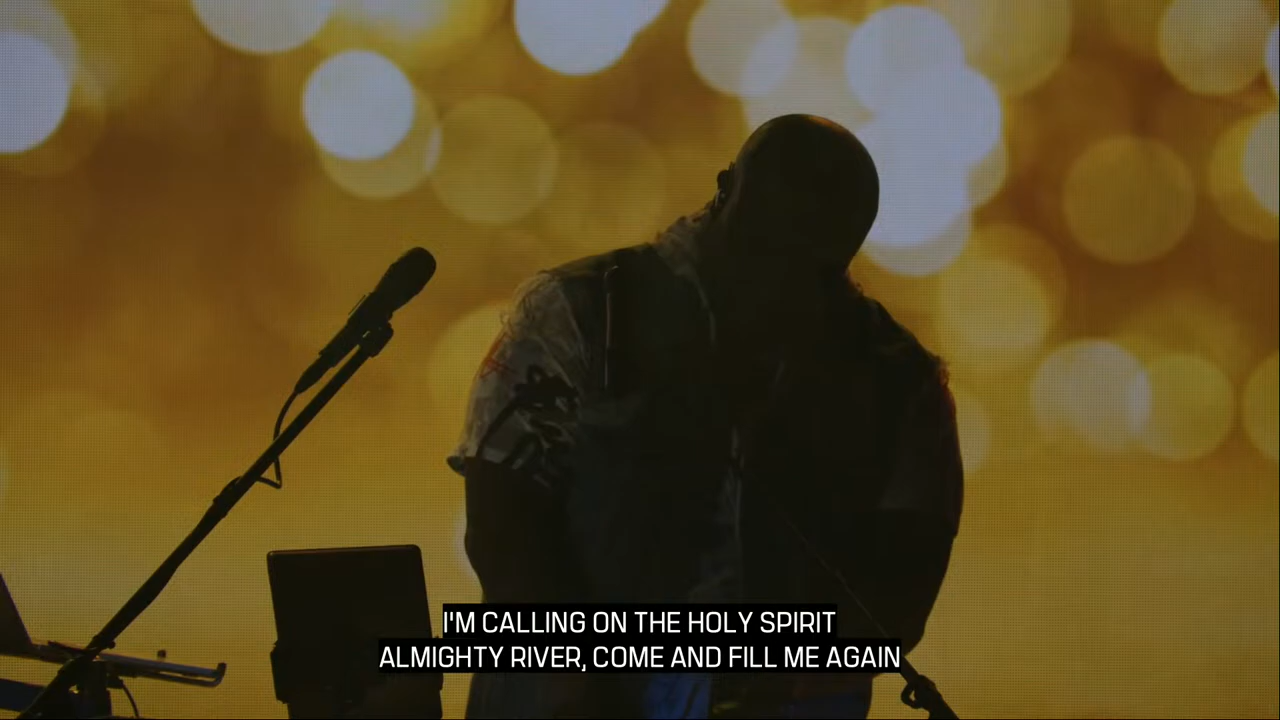 I'M CALLING ON THE HOLY SPIRIT
ALMIGHTY RIVER, COME AND FILL ME AGAIN